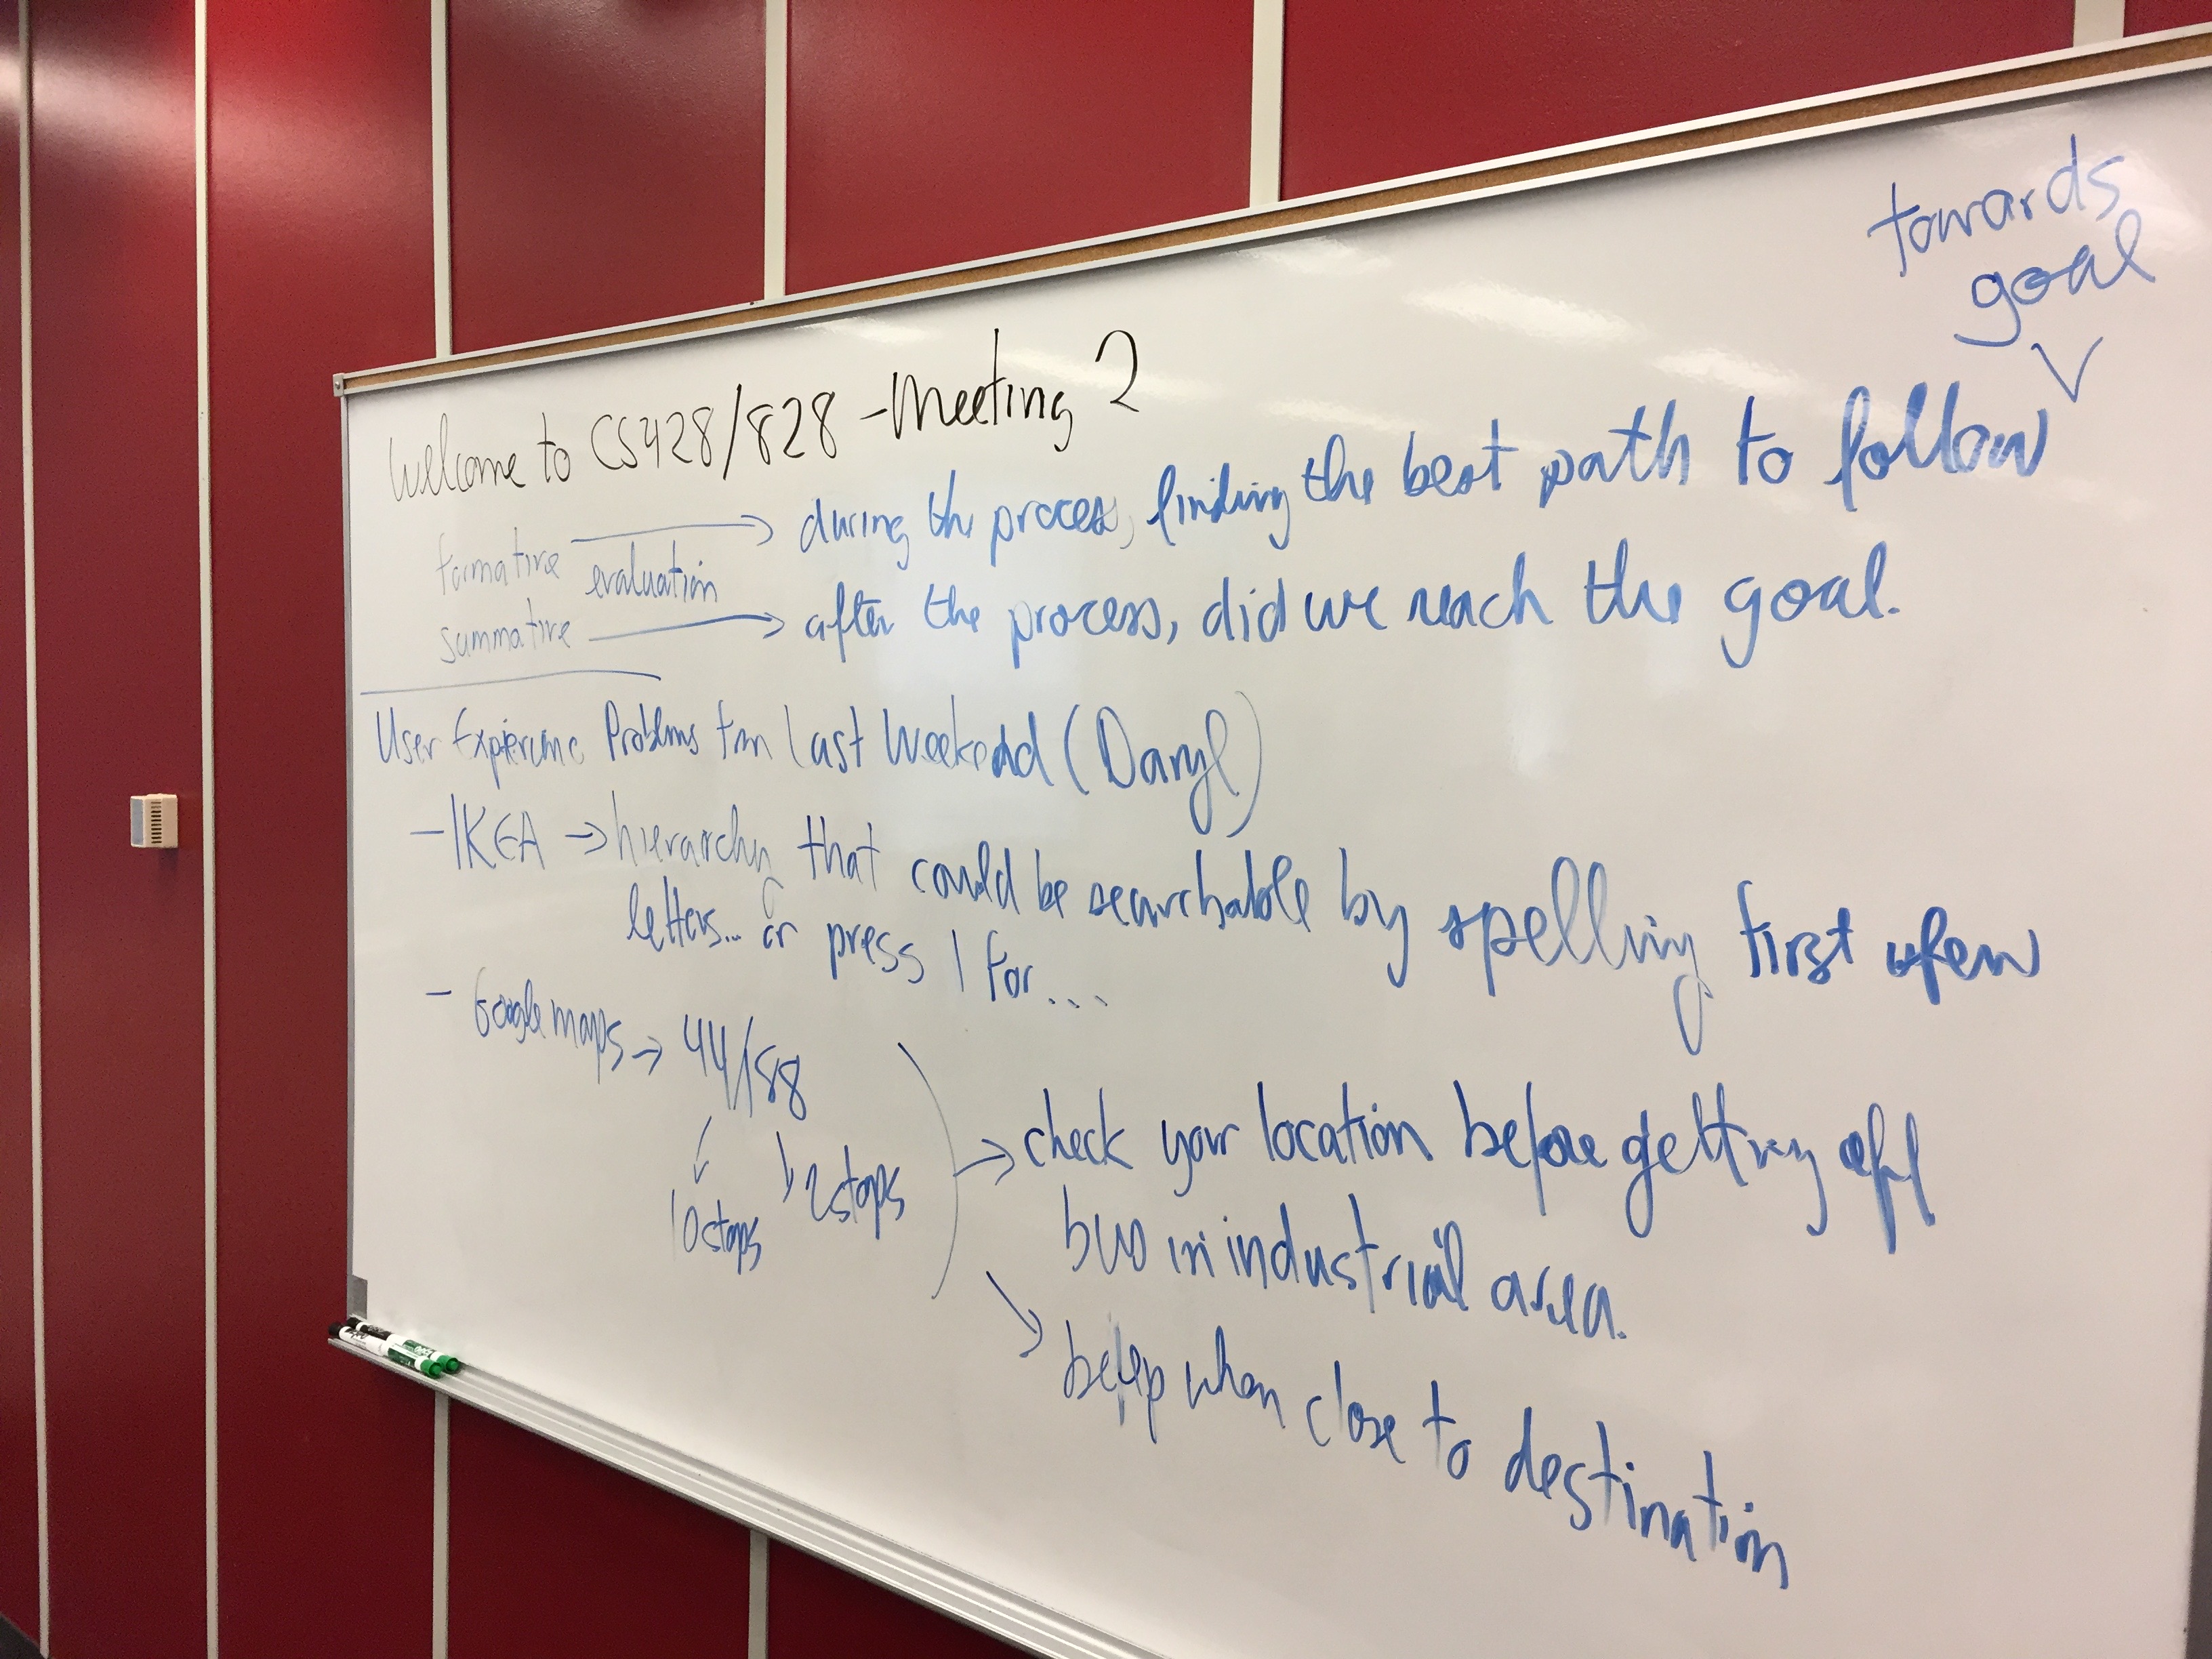 towards
goal
Welcome to CS428/828 - Meeting 2
formative → during the process, finding the best path to follow
evaluation
summative → after the process, did we reach the goal.
User Experienc Problems from Last Weekend (Daryl)
- IKEA → hierarchy that could be searchable by spelling first few
letters... or press 1 for...
- Google maps → 44/88
10 stops
2 stops
→ check your location before getting off
bus in industrial area.
beep when close to destination